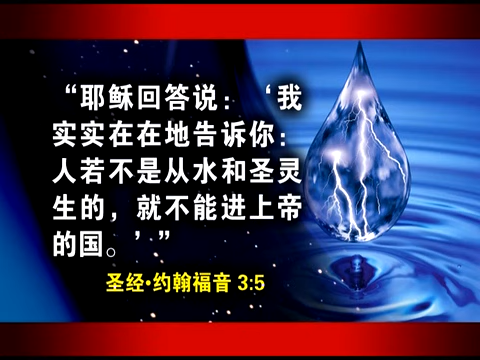 “耶稣回答说：‘我
实实在在地告诉你：
人若不是从水和圣灵
生的，就不能进上帝
的国。’”
圣经•约翰福音 3:5